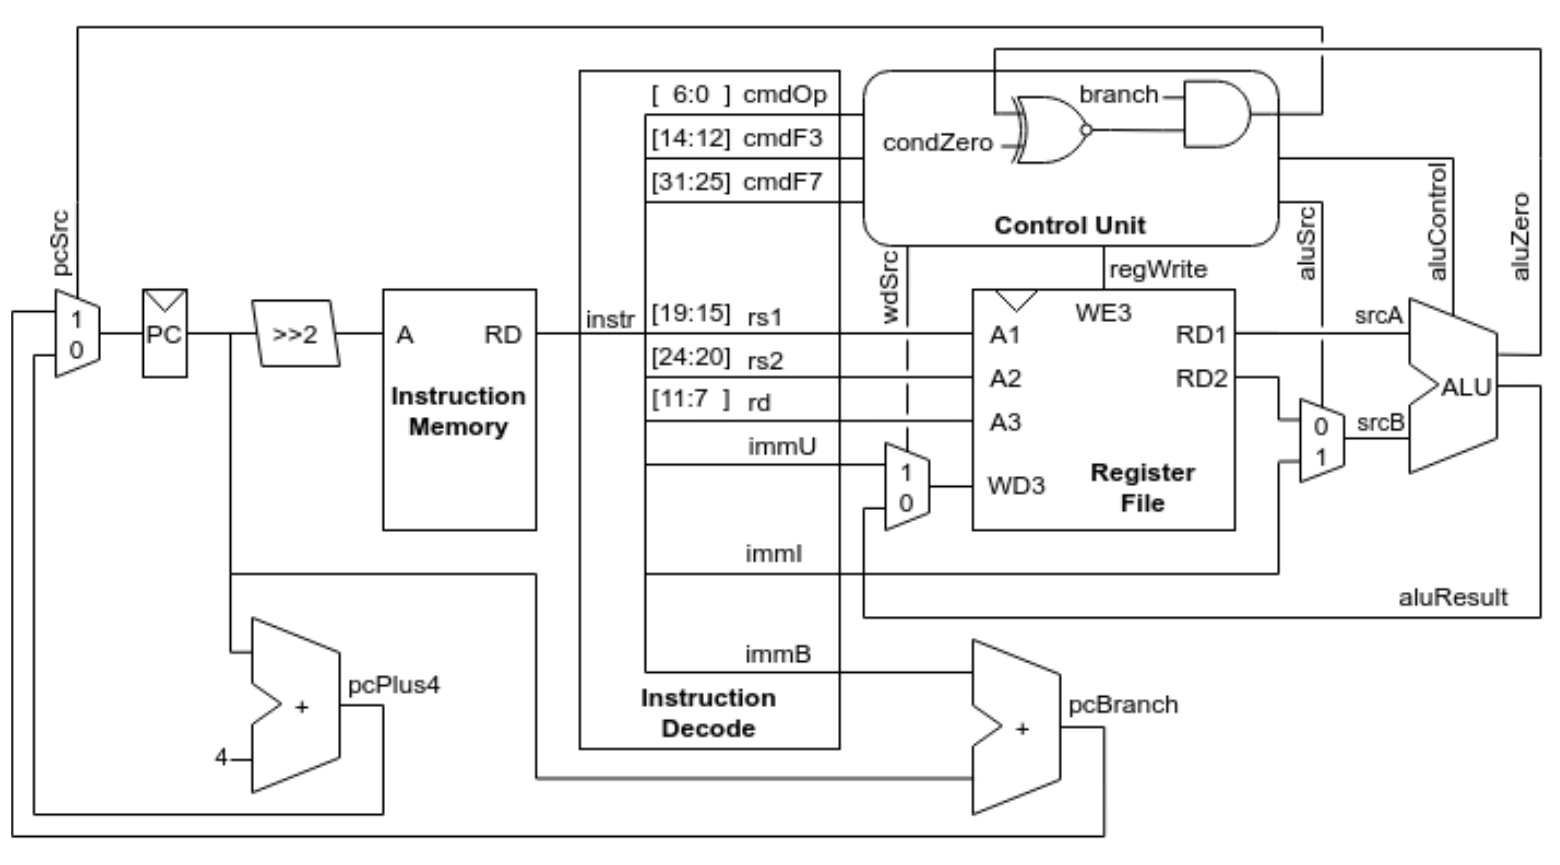 [ 6:0 ] cmdOp
branch
[14:12] cmdF3
condZero
[31:25] cmdF7
pcSrc
Control Unit
aluSrc
aluControl
aluZero
wdSrc
regWrite
1
0
PC
>>2
A
RD
Instruction
Memory
instr
[19:15] rs1
[24:20] rs2
[11:7 ] rd
immU
1
0
A1
A2
A3
WD3
WE3
RD1
RD2
Register
File
srcA
srcB
0
1
ALU
immI
aluResult
immB
Instruction
Decode
pcPlus4
+
4
pcBranch
+